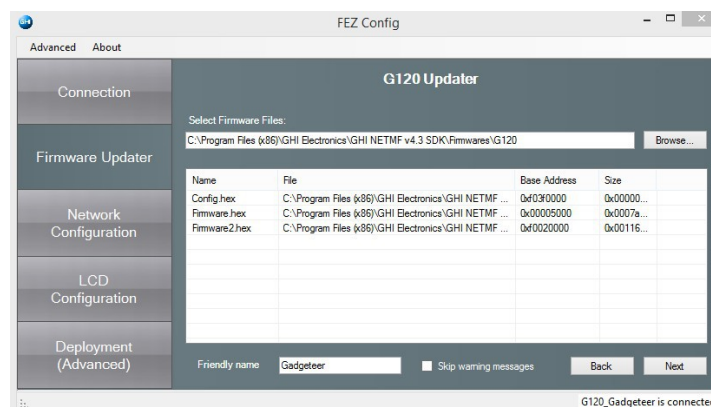 GHI
FEZ Config
Advanced About
Connection
Firmware Updater
Network
Configuration
LCD
Configuration
Deployment
(Advanced)
G120 Updater
Select Firmware Files:
C:\Program Files (x86)\GHI Electronics\GHI NETMF v4.3 SDK\Firmwares\G120 Browse...
Name File Base Address Size
Config.hex C:\Program Files (x86)\GHI Electronics\GHI NETMF ... 0xf03f0000 0x00000...
Firmware.hex C:\Program Files (x86)\GHI Electronics\GHI NETMF ... 0x00005000 0x0007a...
Firmware2.hex C:\Program Files (x86)\GHI Electronics\GHI NETMF ... 0xf0020000 0x00116...
Friendly name Gadgeteer Skip warning messages Back Next
G120_Gadgeteer is connecte